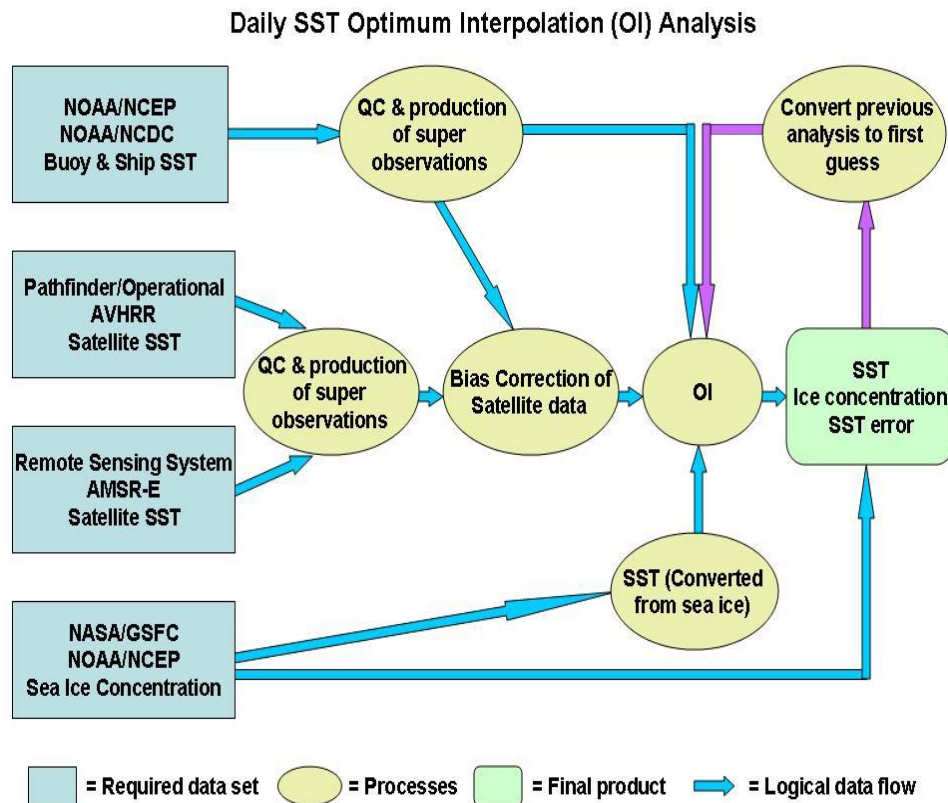 Daily SST Optimum Interpolation (OI) Analysis
NOAA/NCEP
NOAA/NCDC
Buoy & Ship SST
QC & production
of super
observations
Convert previous
analysis to first
guess
Pathfinder/Operational
AVHRR
Satellite SST
QC & production
of super
observations
Bias Correction of
Satellite data
OI
SST
Ice concentration
SST error
Remote Sensing System
AMSR-E
Satellite SST
SST (Converted
from sea ice)
NASA/GSFC
NOAA/NCEP
Sea Ice Concentration
= Required data set
= Processes
= Final product
= Logical data flow